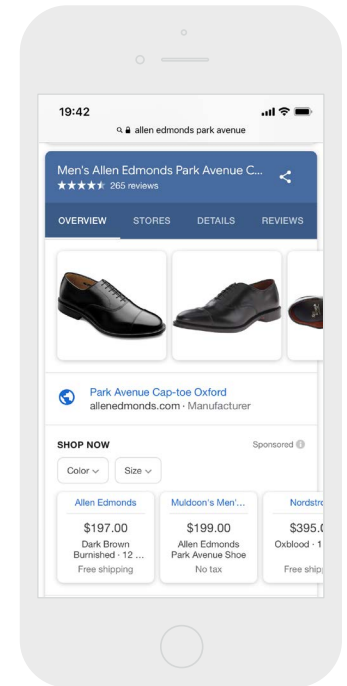 19:42
allen edmonds park avenue
Men's Allen Edmonds Park Avenue C...
265 reviews
OVERVIEW STORES DETAILS REVIEWS
Park Avenue Cap-toe Oxford
allenedmonds.com · Manufacturer
SHOP NOW Sponsored
Color Size
Allen Edmonds Muldoon's Men'... Nordstro
$197.00 $199.00 $395.0
Dark Brown Allen Edmonds Oxblood · 1
Burnished · 12 ... Park Avenue Shoe
Free shipping No tax Free ship